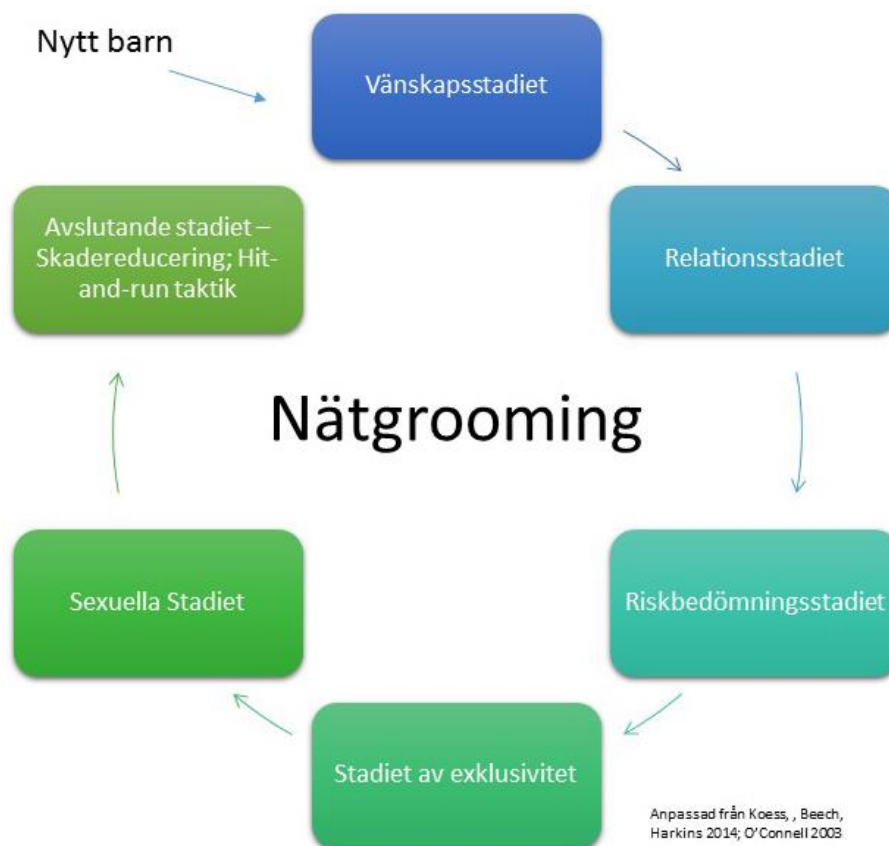 Nytt barn
Vänskapsstadiet
Relationsstadiet
Riskbedömningsstadiet
Stadiet av exklusivitet
Sexuella Stadiet
Avslutande stadiet –
Skadereducering; Hit-
and-run taktik
Nätgrooming
Anpassad från Koess, , Beech,
Harkins 2014; O’Connell 2003